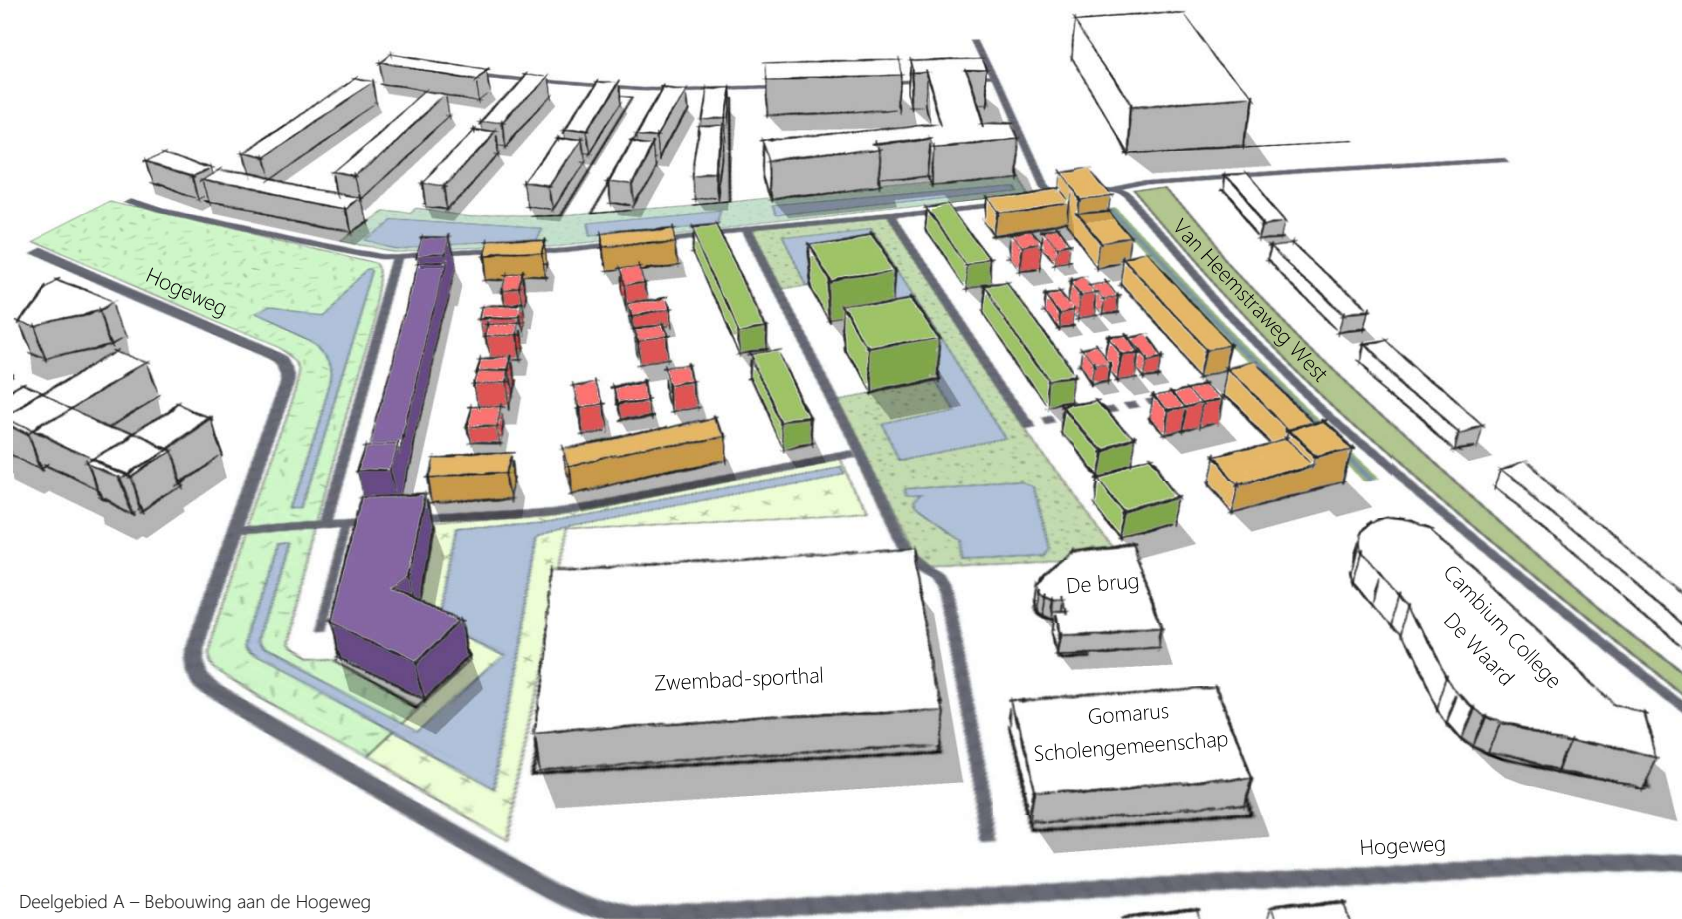 Hogeweg
Van Heemstraweg West
De brug
Cambium College
De Waard
Zwembad-sporthal
Gomarus
Scholengemeenschap
Hogeweg
Deelgebied A – Bebouwing aan de Hogeweg